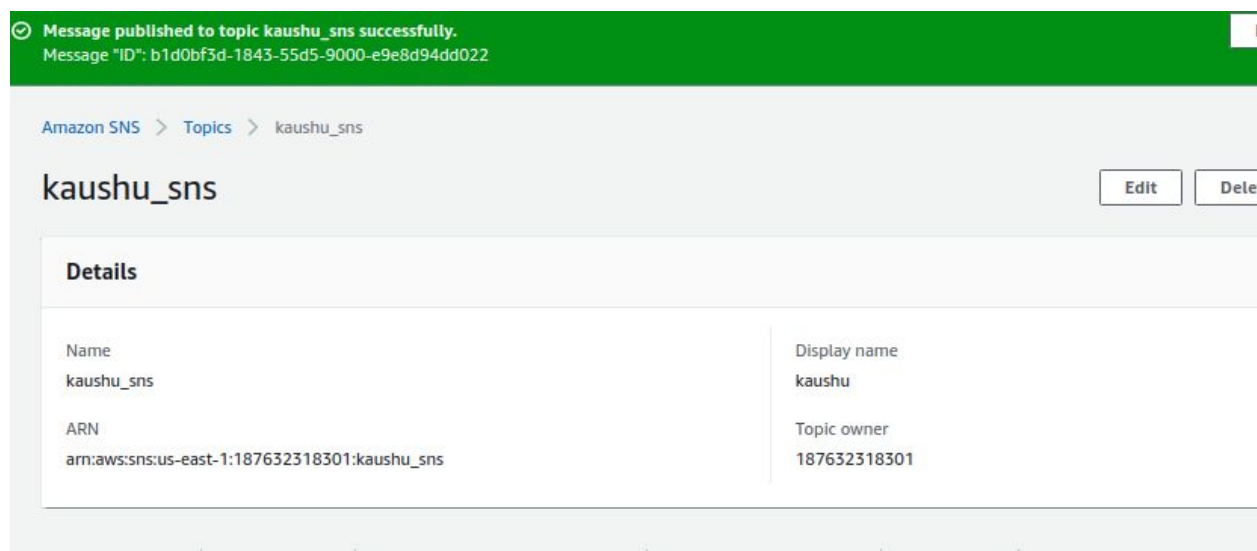 Message published to topic kaushu_sns successfully.
Message "ID": b1d0bf3d-1843-55d5-9000-e9e8d94dd022
Amazon SNS > Topics > kaushu_sns
kaushu_sns
Edit
Dele
Details
Name
kaushu_sns
Display name
kaushu
ARN
arn:aws:sns:us-east-1:187632318301:kaushu_sns
Topic owner
187632318301